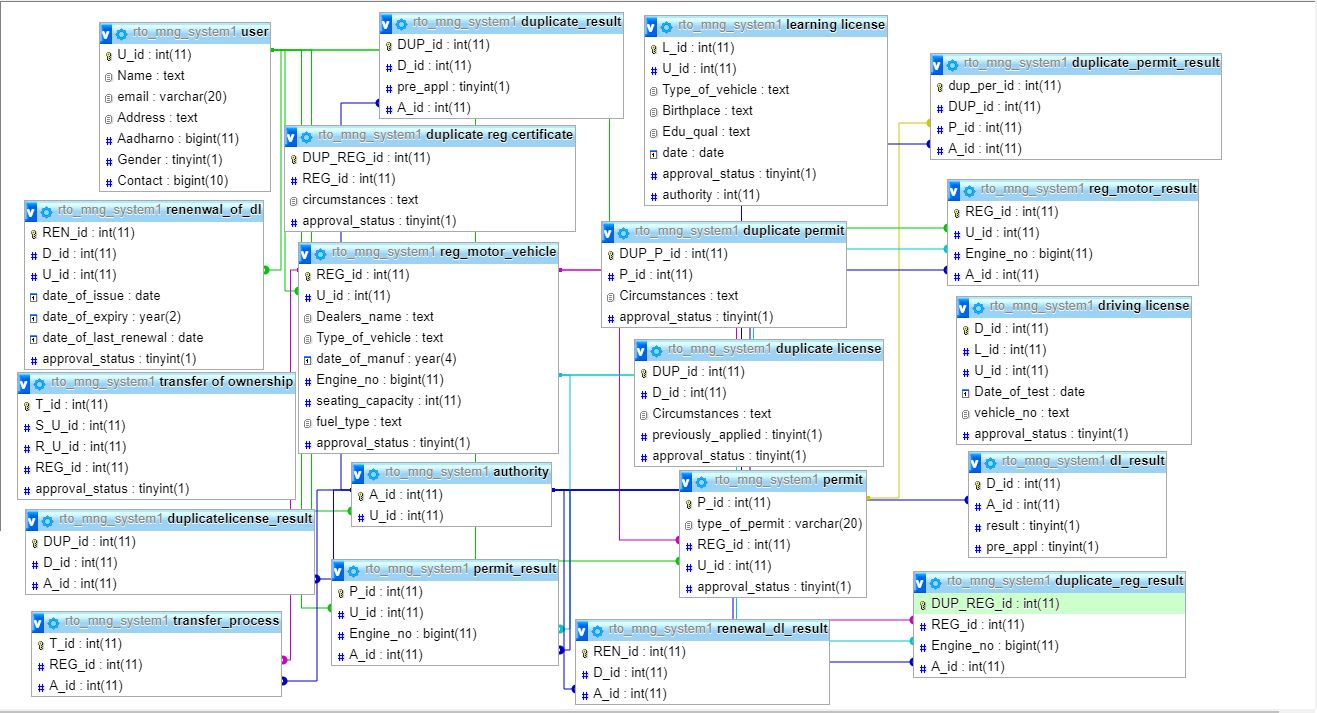 rto_mng_system1 user
U_id : int(11)
Name : text
email : varchar(20)
Address : text
Aadharno : bigint(11)
Gender : tinyint(1)
Contact : bigint(10)
rto_mng_system1 duplicate_result
DUP_id : int(11)
D_id : int(11)
pre_appl : tinyint(1)
A_id : int(11)
rto_mng_system1 learning license
L_id : int(11)
U_id : int(11)
Type_of_vehicle : text
Birthplace : text
Edu_qual : text
date : date
approval_status : tinyint(1)
authority : int(11)
rto_mng_system1 duplicate_permit_result
dup_per_id : int(11)
DUP_id : int(11)
P_id : int(11)
A_id : int(11)
rto_mng_system1 duplicate reg certificate
DUP_REG_id : int(11)
REG_id : int(11)
circumstances : text
approval_status : tinyint(1)
rto_mng_system1 reg_motor_result
REG_id : int(11)
U_id : int(11)
Engine_no : bigint(11)
A_id : int(11)
rto_mng_system1 renenwal_of_dl
REN_id : int(11)
D_id : int(11)
U_id : int(11)
date_of_issue : date
date_of_expiry : year(2)
date_of_last_renewal : date
approval_status : tinyint(1)
rto_mng_system1 reg_motor_vehicle
REG_id : int(11)
U_id : int(11)
Dealers_name : text
Type_of_vehicle : text
date_of_manuf : year(4)
Engine_no : bigint(11)
seating_capacity : int(11)
fuel_type : text
approval_status : tinyint(1)
rto_mng_system1 duplicate permit
DUP_P_id : int(11)
P_id : int(11)
Circumstances : text
approval_status : tinyint(1)
rto_mng_system1 driving license
D_id : int(11)
L_id : int(11)
U_id : int(11)
Date_of_test : date
vehicle_no : text
approval_status : tinyint(1)
rto_mng_system1 duplicate license
DUP_id : int(11)
D_id : int(11)
Circumstances : text
previously_applied : tinyint(1)
approval_status : tinyint(1)
rto_mng_system1 transfer of ownership
T_id : int(11)
S_U_id : int(11)
R_U_id : int(11)
REG_id : int(11)
approval_status : tinyint(1)
rto_mng_system1 authority
A_id : int(11)
U_id : int(11)
rto_mng_system1 permit
P_id : int(11)
type_of_permit : varchar(20)
REG_id : int(11)
U_id : int(11)
approval_status : tinyint(1)
rto_mng_system1 dl_result
D_id : int(11)
A_id : int(11)
result : tinyint(1)
pre_appl : tinyint(1)
rto_mng_system1 duplicatelicense_result
DUP_id : int(11)
D_id : int(11)
A_id : int(11)
rto_mng_system1 permit_result
P_id : int(11)
U_id : int(11)
Engine_no : bigint(11)
A_id : int(11)
rto_mng_system1 duplicate_reg_result
DUP_REG_id : int(11)
REG_id : int(11)
Engine_no : bigint(11)
A_id : int(11)
rto_mng_system1 transfer_process
T_id : int(11)
REG_id : int(11)
A_id : int(11)
rto_mng_system1 renewal_dl_result
REN_id : int(11)
D_id : int(11)
A_id : int(11)